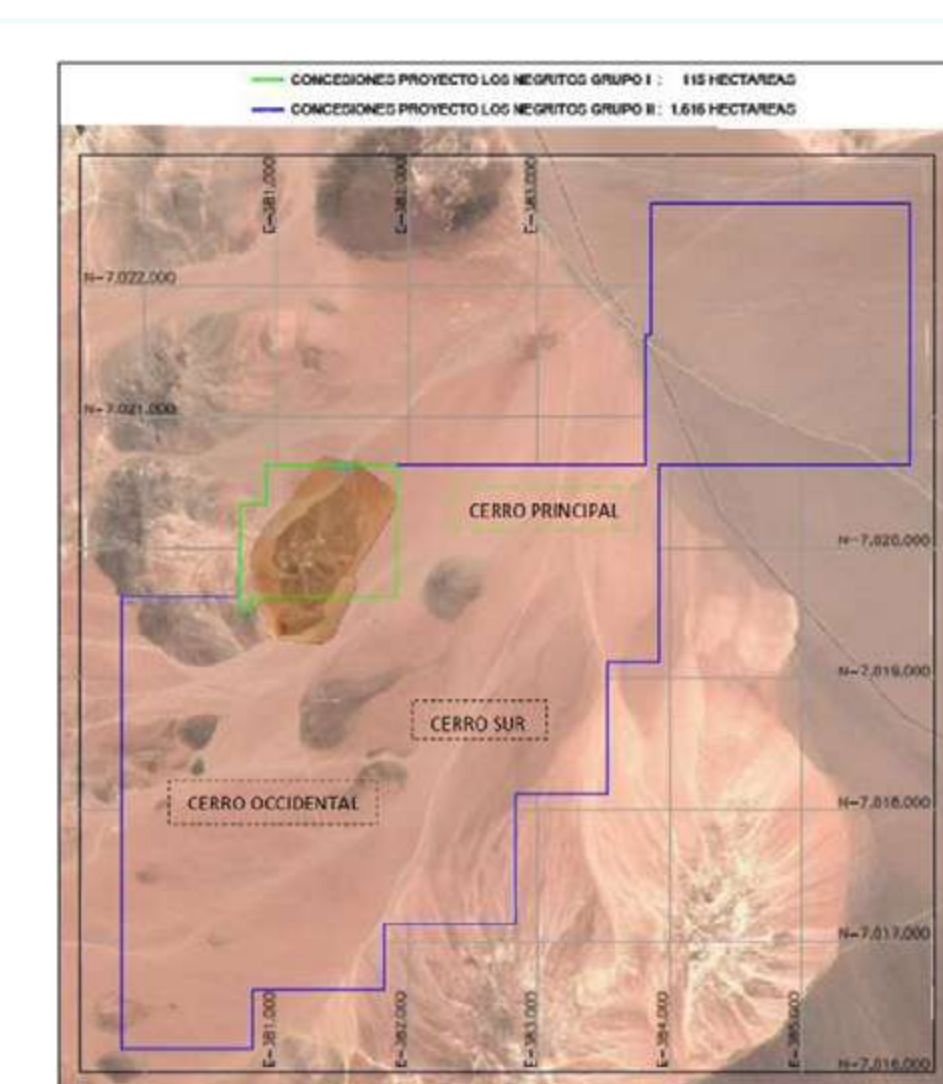 CONCESIONES PROYECTO LOS NEGRITOS GRUPO I : 115 HECTAREAS
CONCESIONES PROYECTO LOS NEGRITOS GRUPO II : 1.616 HECTAREAS
E=381.000
E=382.000
E=383.000
N=7.022.000
N=7.021.000
CERRO PRINCIPAL
N=7.020.000
N=7.019.000
CERRO SUR
CERRO OCCIDENTAL
N=7.018.000
N=7.017.000
E=381.000
E=382.000
E=383.000
E=384.000
E=385.000
N=7.016.000